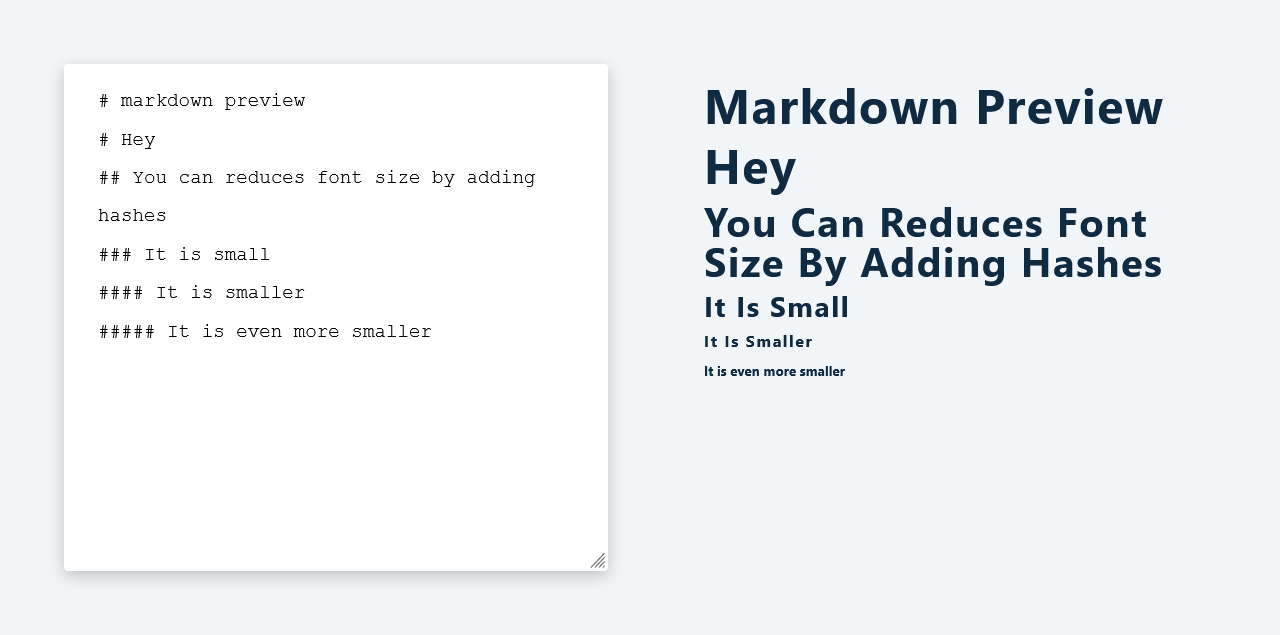 # markdown preview
# Hey
## You can reduces font size by adding
hashes
### It is small
#### It is smaller
##### It is even more smaller
Markdown Preview
Hey
You Can Reduces Font
Size By Adding Hashes
It Is Small
It Is Smaller
It is even more smaller